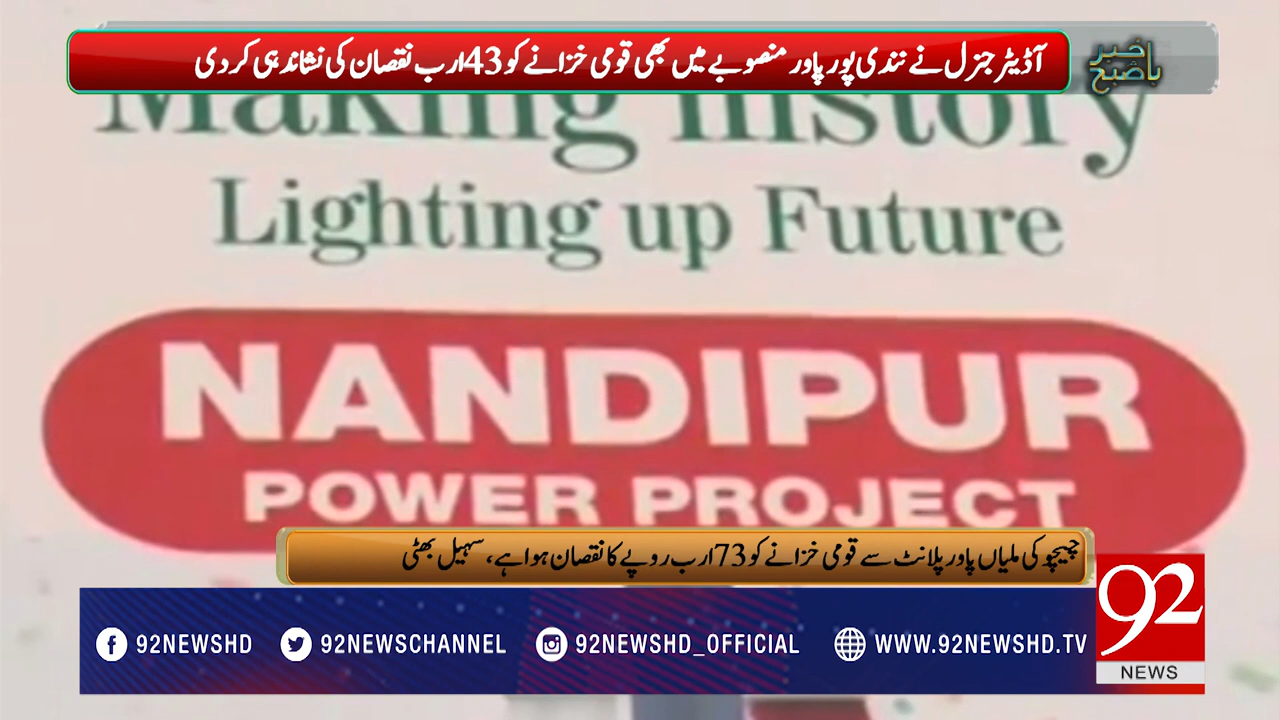 آڈیٹر جنرل نے نندی پور پاور منصوبے میں بھی قومی خزانے کو 43 ارب نقصان کی نشاندہی کر دی
باخبر صبح
Making history
Lighting up Future
NANDIPUR
POWER PROJECT
چیچو کی ملیاں پاور پلانٹ سے قومی خزانے کو 73 ارب روپے کا نقصان ہوا ہے، سہیل بھٹی
92NEWSHD
92NEWSCHANNEL
92NEWSHD_OFFICIAL
WWW.92NEWSHD.TV
92
NEWS